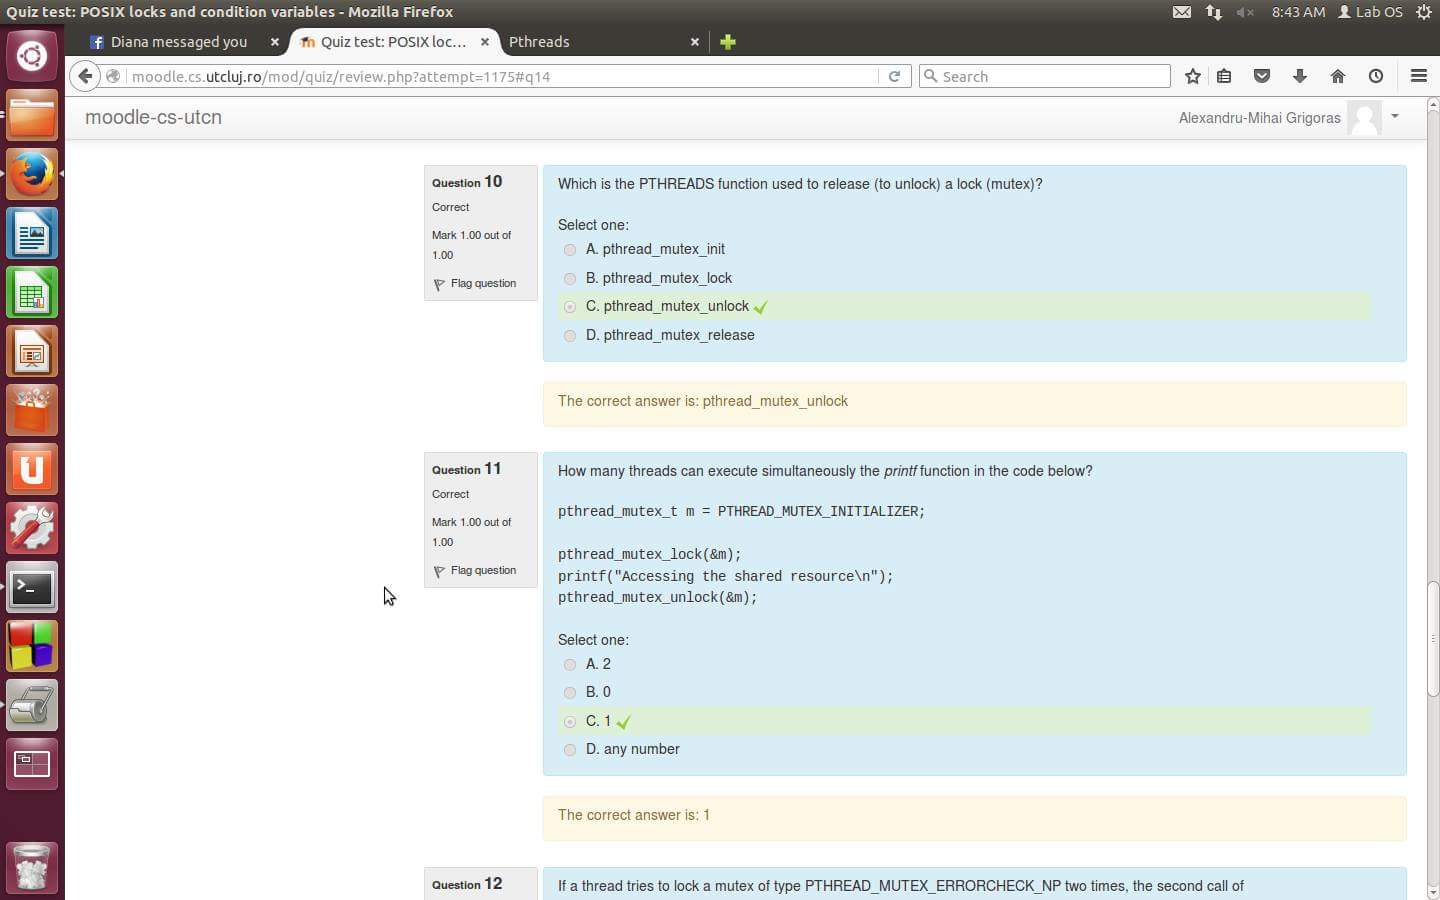 Quiz test: POSIX locks and condition variables - Mozilla Firefox
8:43 AM Lab OS
Diana messaged you
Quiz test: POSIX loc...
Pthreads
moodle.cs.utcluj.ro/mod/quiz/review.php?attempt=1175#q14
Search
moodle-cs-utcn
Alexandru-Mihai Grigoras
Question 10
Correct
Mark 1.00 out of
1.00
Flag question
Which is the PTHREADS function used to release (to unlock) a lock (mutex)?
Select one:
A. pthread_mutex_init
B. pthread_mutex_lock
C. pthread_mutex_unlock
D. pthread_mutex_release
The correct answer is: pthread_mutex_unlock
Question 11
Correct
Mark 1.00 out of
1.00
Flag question
How many threads can execute simultaneously the printf function in the code below?
pthread_mutex_t m = PTHREAD_MUTEX_INITIALIZER;
pthread_mutex_lock(&m);
printf("Accessing the shared resource\n");
pthread_mutex_unlock(&m);
Select one:
A. 2
B. 0
C. 1
D. any number
The correct answer is: 1
Question 12
If a thread tries to lock a mutex of type PTHREAD_MUTEX_ERRORCHECK_NP two times, the second call of